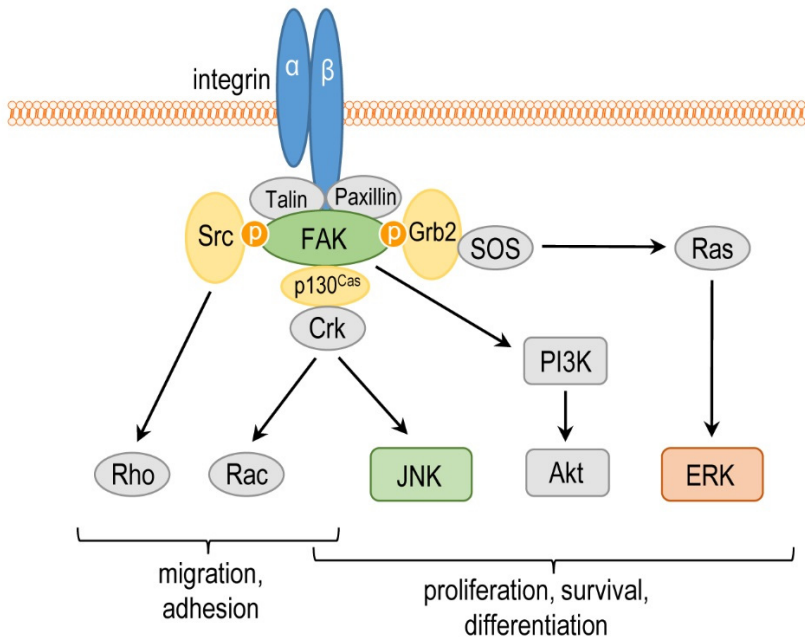 α
β
integrin
Talin
Paxillin
Src
p
FAK
p
Grb2
SOS
Ras
p130Cas
Crk
PI3K
Rho
Rac
JNK
Akt
ERK
migration,
adhesion
proliferation, survival,
differentiation